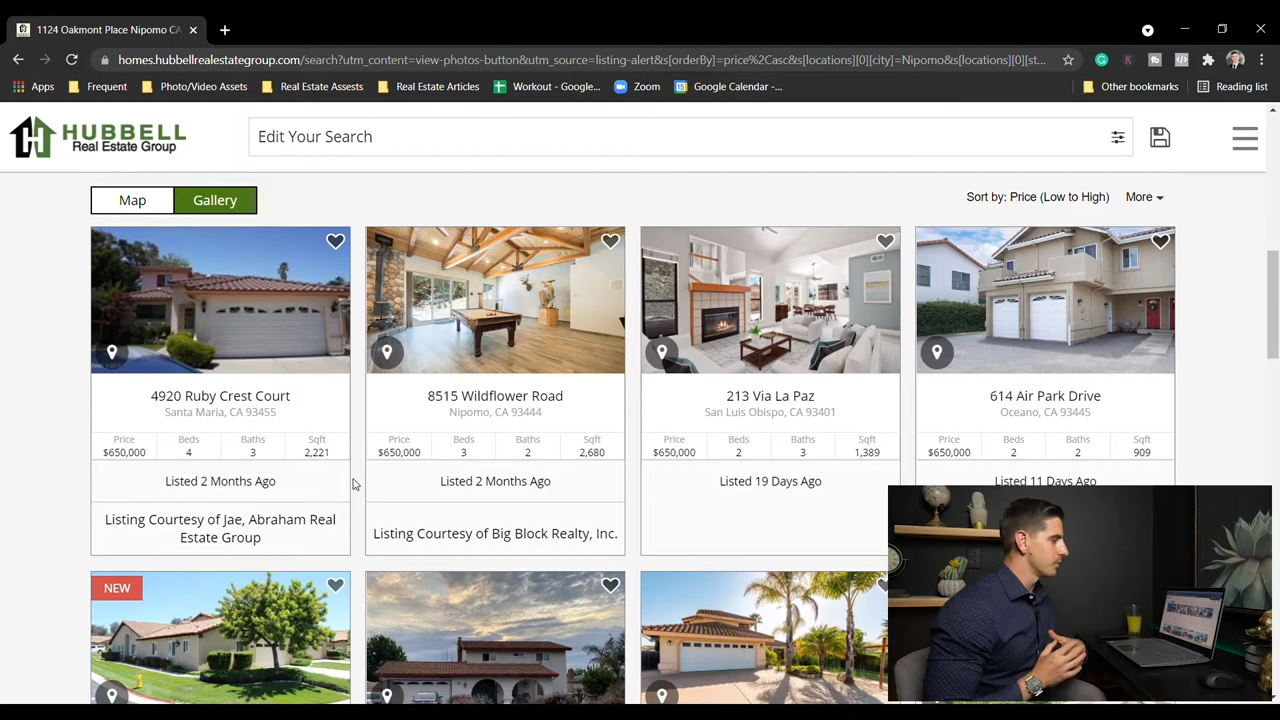 1124 Oakmont Place Nipomo CA
homes.hubbellrealestategroup.com/search?utm_content=view-photos-button&utm_source=listing-alert&s[orderBy]=price%2Casc&s[locations][0][city]=Nipomo&s[locations][0][st...
Apps Frequent Photo/Video Assets Real Estate Assests Real Estate Articles Workout - Google... Zoom Google Calendar -... Other bookmarks Reading list
HUBBELL
Real Estate Group
Edit Your Search
Map Gallery Sort by: Price (Low to High) More
4920 Ruby Crest Court 8515 Wildflower Road 213 Via La Paz 614 Air Park Drive
Santa Maria, CA 93455 Nipomo, CA 93444 San Luis Obispo, CA 93401 Oceano, CA 93445
Price Beds Baths Sqft Price Beds Baths Sqft Price Beds Baths Sqft Price Beds Baths Sqft
$650,000 4 3 2,221 $650,000 3 2 2,680 $650,000 2 3 1,389 $650,000 2 2 909
Listed 2 Months Ago Listed 2 Months Ago Listed 19 Days Ago Listed 11 Days Ago
Listing Courtesy of Jae, Abraham Real
Estate Group
Listing Courtesy of Big Block Realty, Inc.
NEW